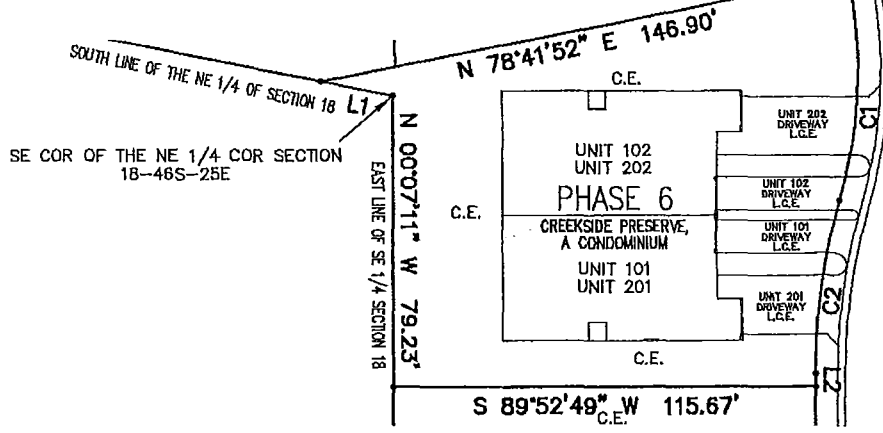 N 78°41'52" E 146.90'
SOUTH LINE OF THE NE 1/4 OF SECTION 18
L1
SE COR OF THE NE 1/4 COR SECTION
18-46S-25E
N 00°07'11" W 79.23"
EAST LINE OF SE 1/4 SECTION 18
C.E.
C.E.
UNIT 102
UNIT 202
PHASE 6
CREEKSIDE PRESERVE,
A CONDOMINIUM
UNIT 101
UNIT 201
C.E.
UNIT 202
DRIVEWAY
L.C.E.
UNIT 102
DRIVEWAY
L.C.E.
UNIT 101
DRIVEWAY
L.C.E.
UNIT 201
DRIVEWAY
L.C.E.
C1
C2
L2
S 89°52'49" W 115.67'
C.E.